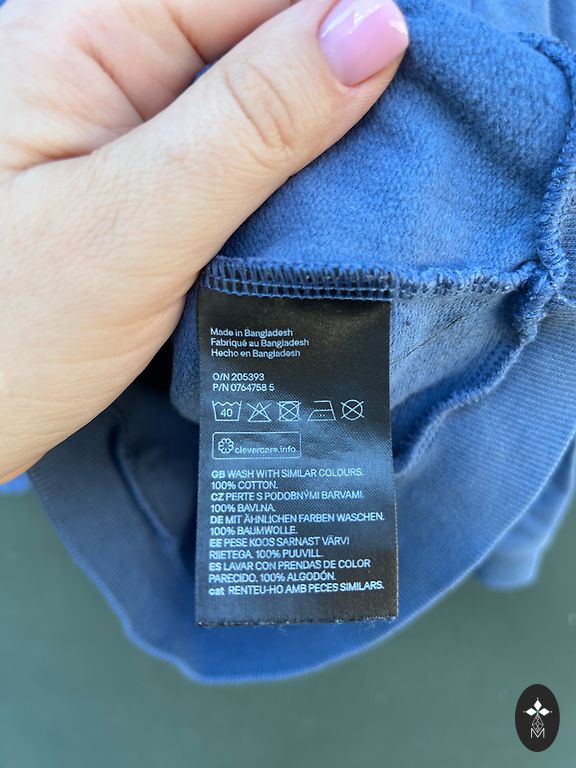 Made in Bangladesh
Fabriqué au Bangladesh
Hecho en Bangladesh
O/N 205393
P/N 0764758 5
40
clevercare.info
GB WASH WITH SIMILAR COLOURS.
100% COTTON.
CZ PERTE S PODOBNÝMI BARVAMI.
100% BAVLNA.
DE MIT ÄHNLICHEN FARBEN WASCHEN.
100% BAUMWOLLE.
EE PESE KOOS SARNAST VÄRVI
RIIETEGA. 100% PUUVILL.
ES LAVAR CON PRENDAS DE COLOR
PARECIDO. 100% ALGODÓN.
cat RENTEU-HO AMB PECES SIMILARS.
M